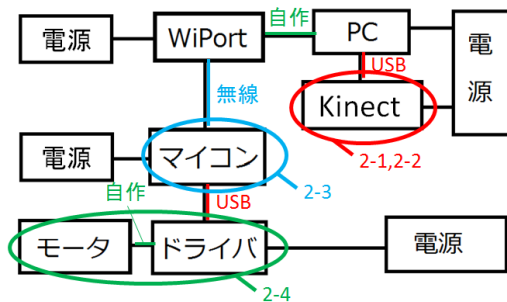 電源
WiPort
自作
PC
電源
USB
無線
Kinect
2-1,2-2
電源
マイコン
2-3
自作
USB
モータ
ドライバ
電源
2-4